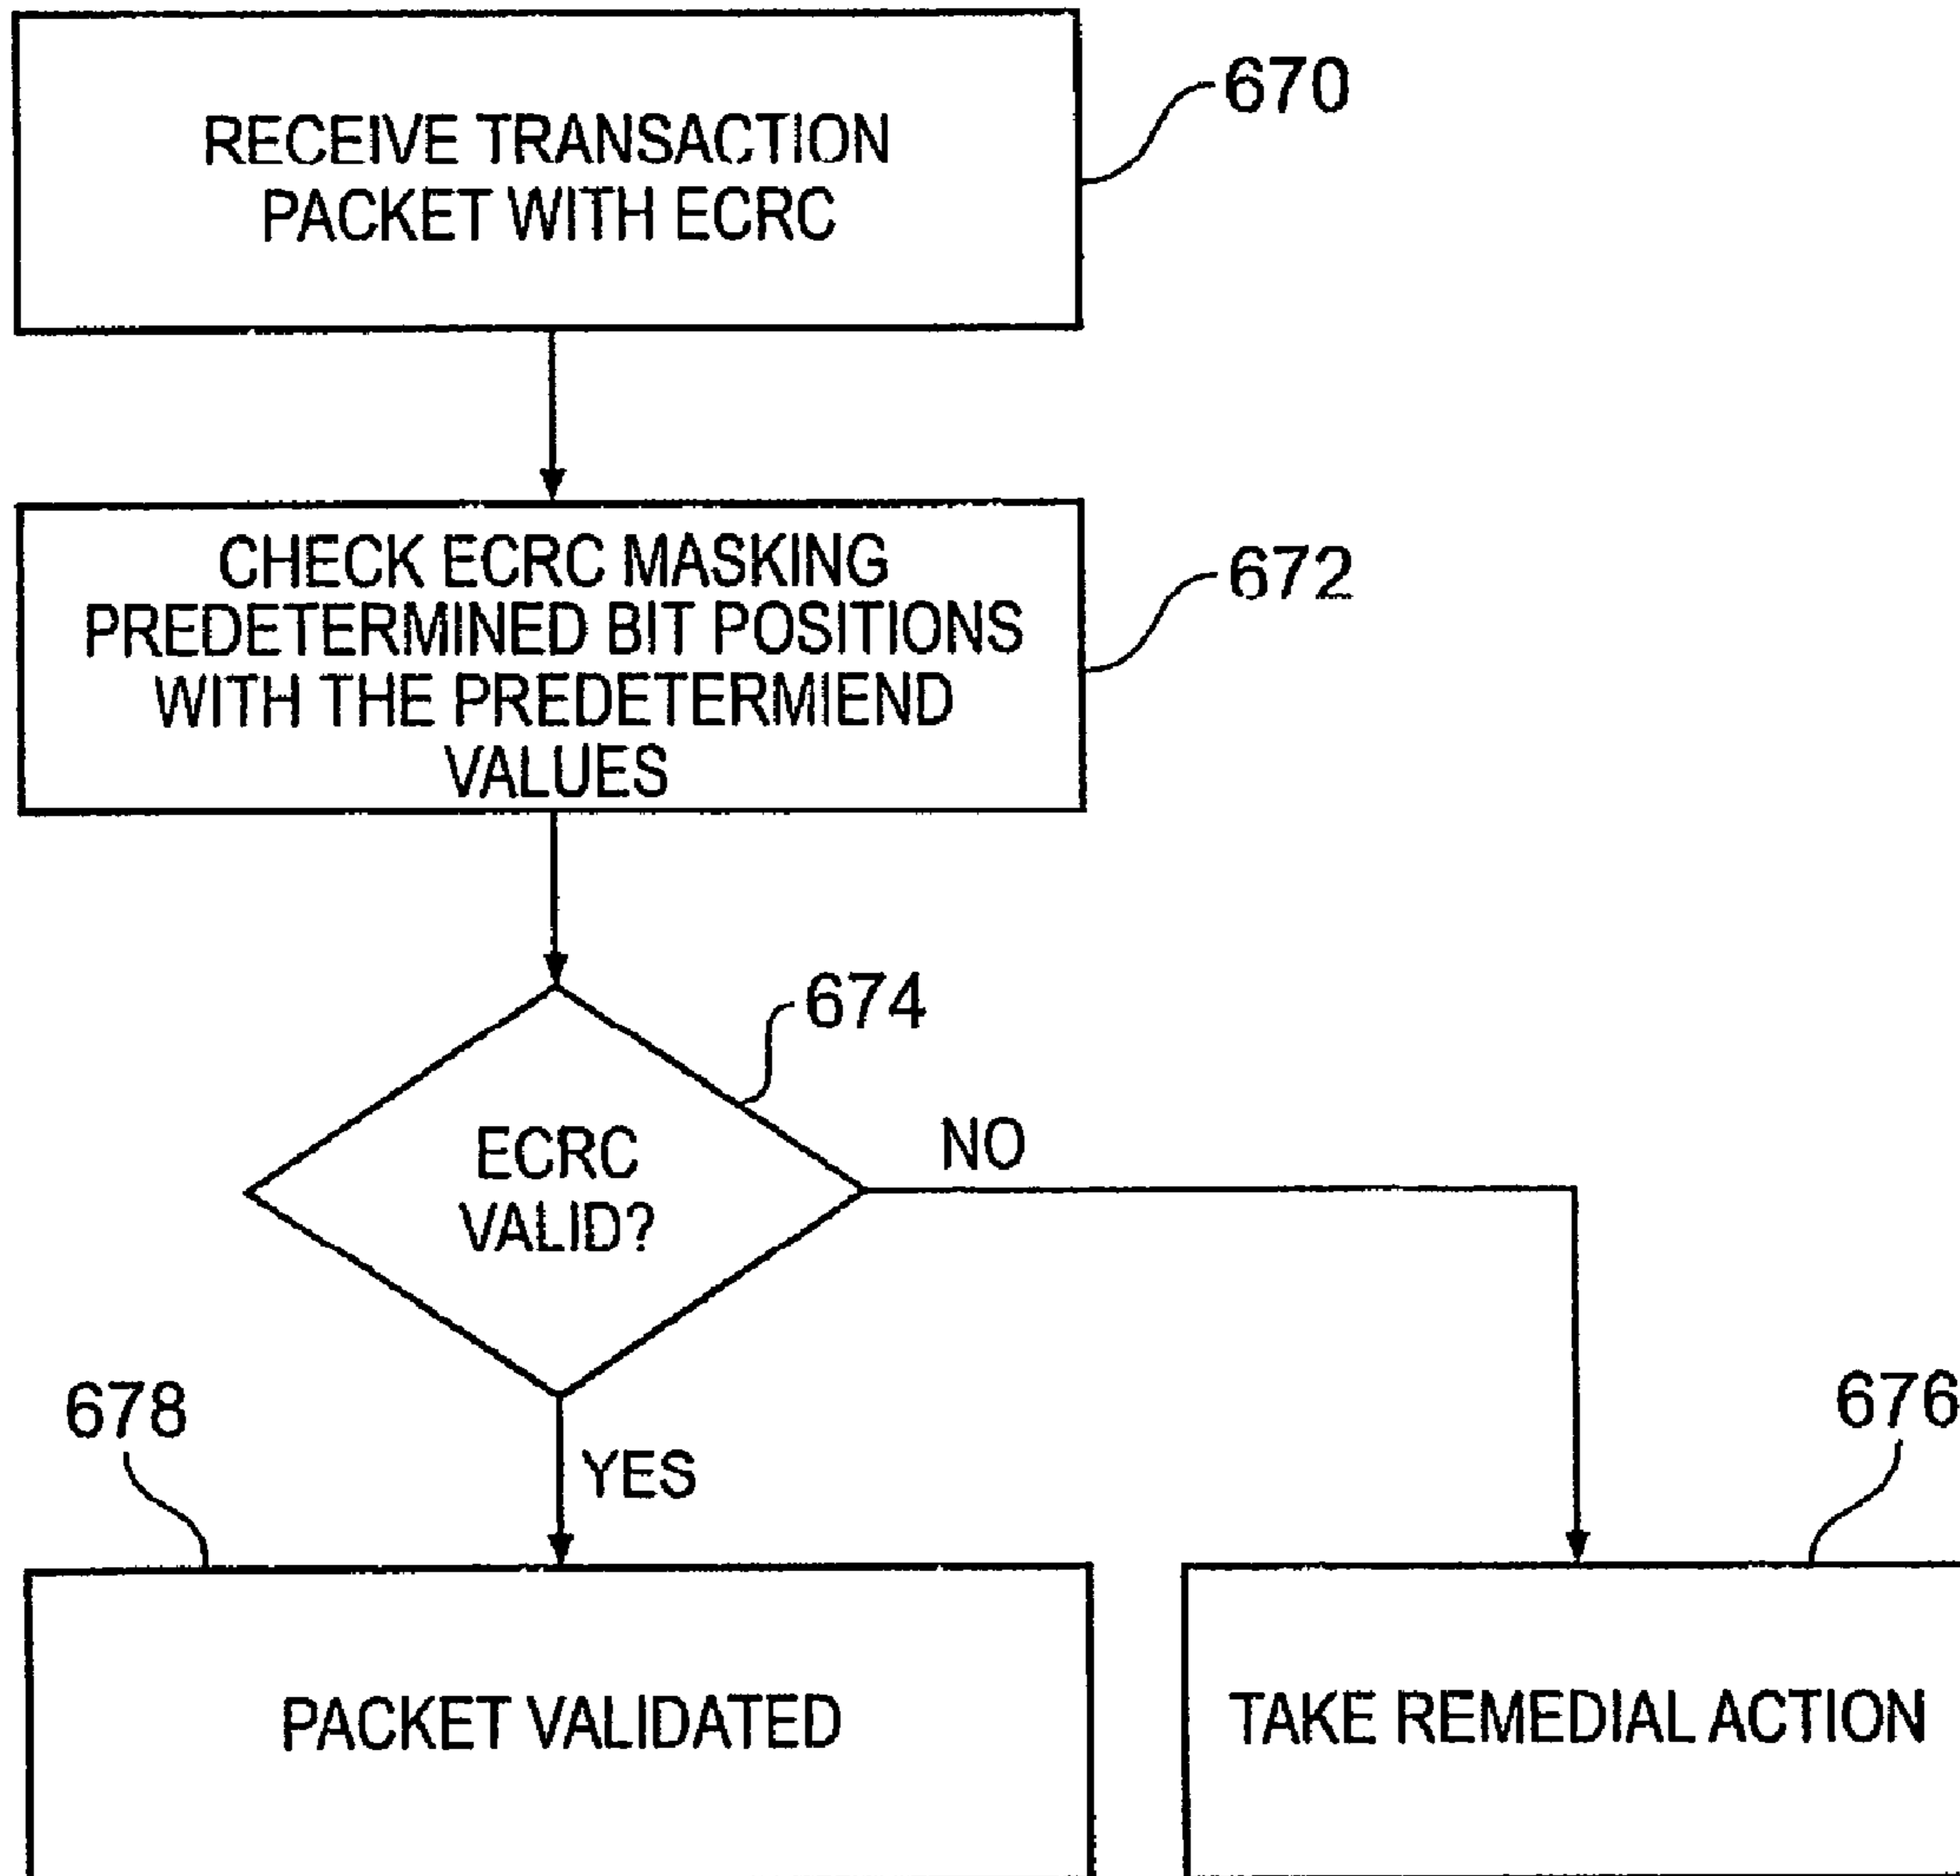 RECEIVE TRANSACTION
PACKET WITH ECRC
670
CHECK ECRC MASKING
PREDETERMINED BIT POSITIONS
WITH THE PREDETERMIEND
VALUES
672
674
ECRC
VALID?
NO
YES
678
676
PACKET VALIDATED
TAKE REMEDIAL ACTION